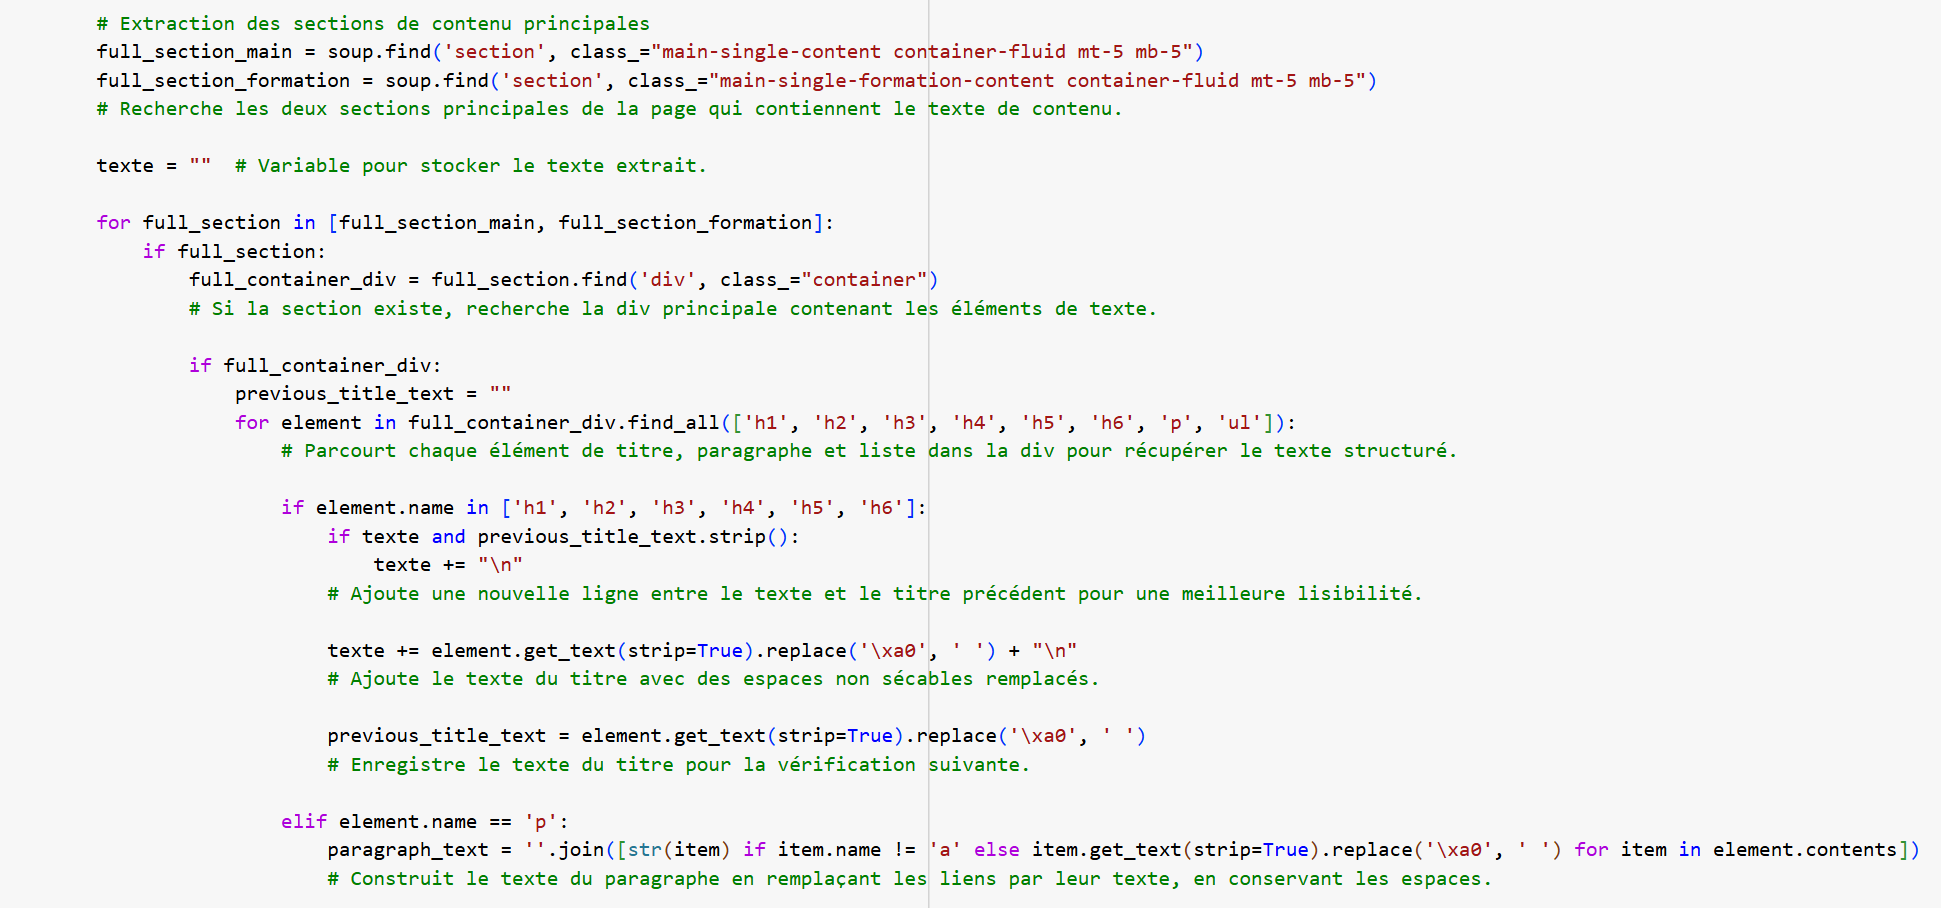 # Extraction des sections de contenu principales
full_section_main = soup.find('section', class_="main-single-content container-fluid mt-5 mb-5")
full_section_formation = soup.find('section', class_="main-single-formation-content container-fluid mt-5 mb-5")
# Recherche les deux sections principales de la page qui contiennent le texte de contenu.

texte = ""  # Variable pour stocker le texte extrait.

for full_section in [full_section_main, full_section_formation]:
    if full_section:
        full_container_div = full_section.find('div', class_="container")
        # Si la section existe, recherche la div principale contenant les éléments de texte.

        if full_container_div:
            previous_title_text = ""
            for element in full_container_div.find_all(['h1', 'h2', 'h3', 'h4', 'h5', 'h6', 'p', 'ul']):
                # Parcourt chaque élément de titre, paragraphe et liste dans la div pour récupérer le texte structuré.

                if element.name in ['h1', 'h2', 'h3', 'h4', 'h5', 'h6']:
                    if texte and previous_title_text.strip():
                        texte += "\n"
                    # Ajoute une nouvelle ligne entre le texte et le titre précédent pour une meilleure lisibilité.

                    texte += element.get_text(strip=True).replace('\xa0', ' ') + "\n"
                    # Ajoute le texte du titre avec des espaces non sécables remplacés.

                    previous_title_text = element.get_text(strip=True).replace('\xa0', ' ')
                    # Enregistre le texte du titre pour la vérification suivante.

                elif element.name == 'p':
                    paragraph_text = ''.join([str(item) if item.name != 'a' else item.get_text(strip=True).replace('\xa0', ' ') for item in element.contents])
                    # Construit le texte du paragraphe en remplaçant les liens par leur texte, en conservant les espaces.